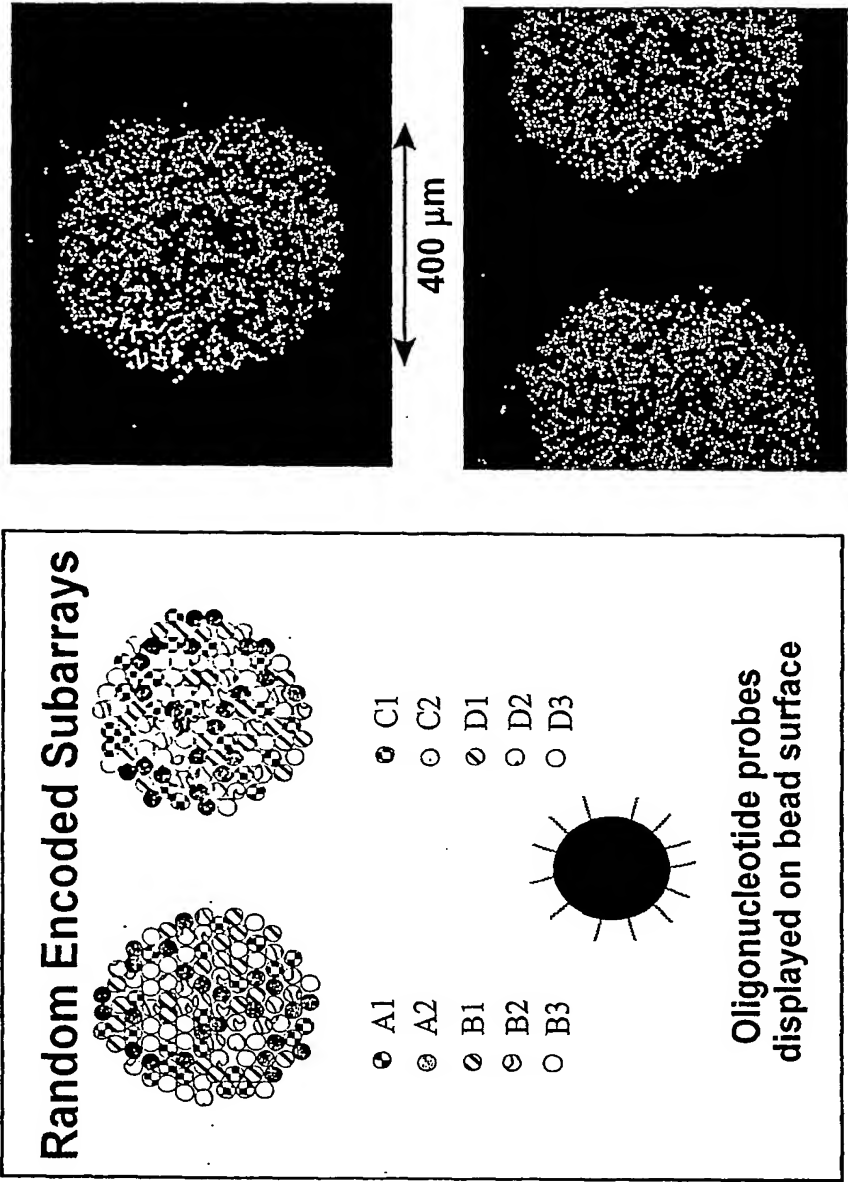 Random Encoded Subarrays
A1
A2
B1
B2
B3
C1
C2
D1
D2
D3
Oligonucleotide probes
displayed on bead surface
400 µm